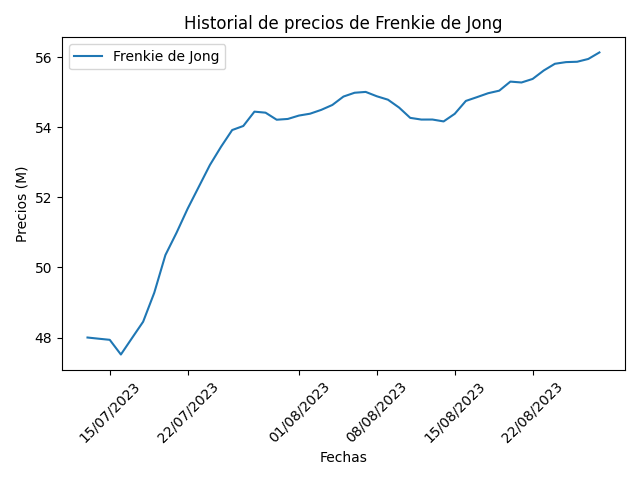 Historial de precios de Frenkie de Jong
Frenkie de Jong
Precios (M)
56
54
52
50
48
15/07/2023
22/07/2023
01/08/2023
08/08/2023
15/08/2023
22/08/2023
Fechas